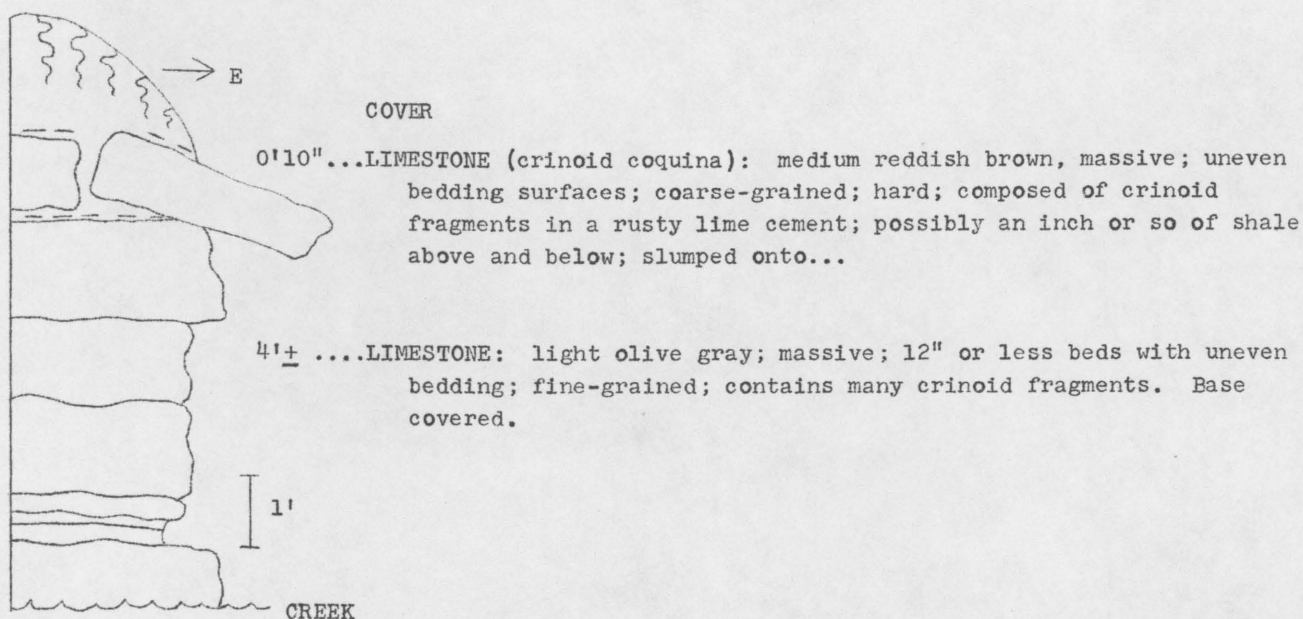 E
COVER
0'10"...LIMESTONE (crinoid coquina): medium reddish brown, massive; uneven
bedding surfaces; coarse-grained; hard; composed of crinoid
fragments in a rusty lime cement; possibly an inch or so of shale
above and below; slumped onto...
4'± ....LIMESTONE: light olive gray; massive; 12" or less beds with uneven
bedding; fine-grained; contains many crinoid fragments. Base
covered.
1'
CREEK